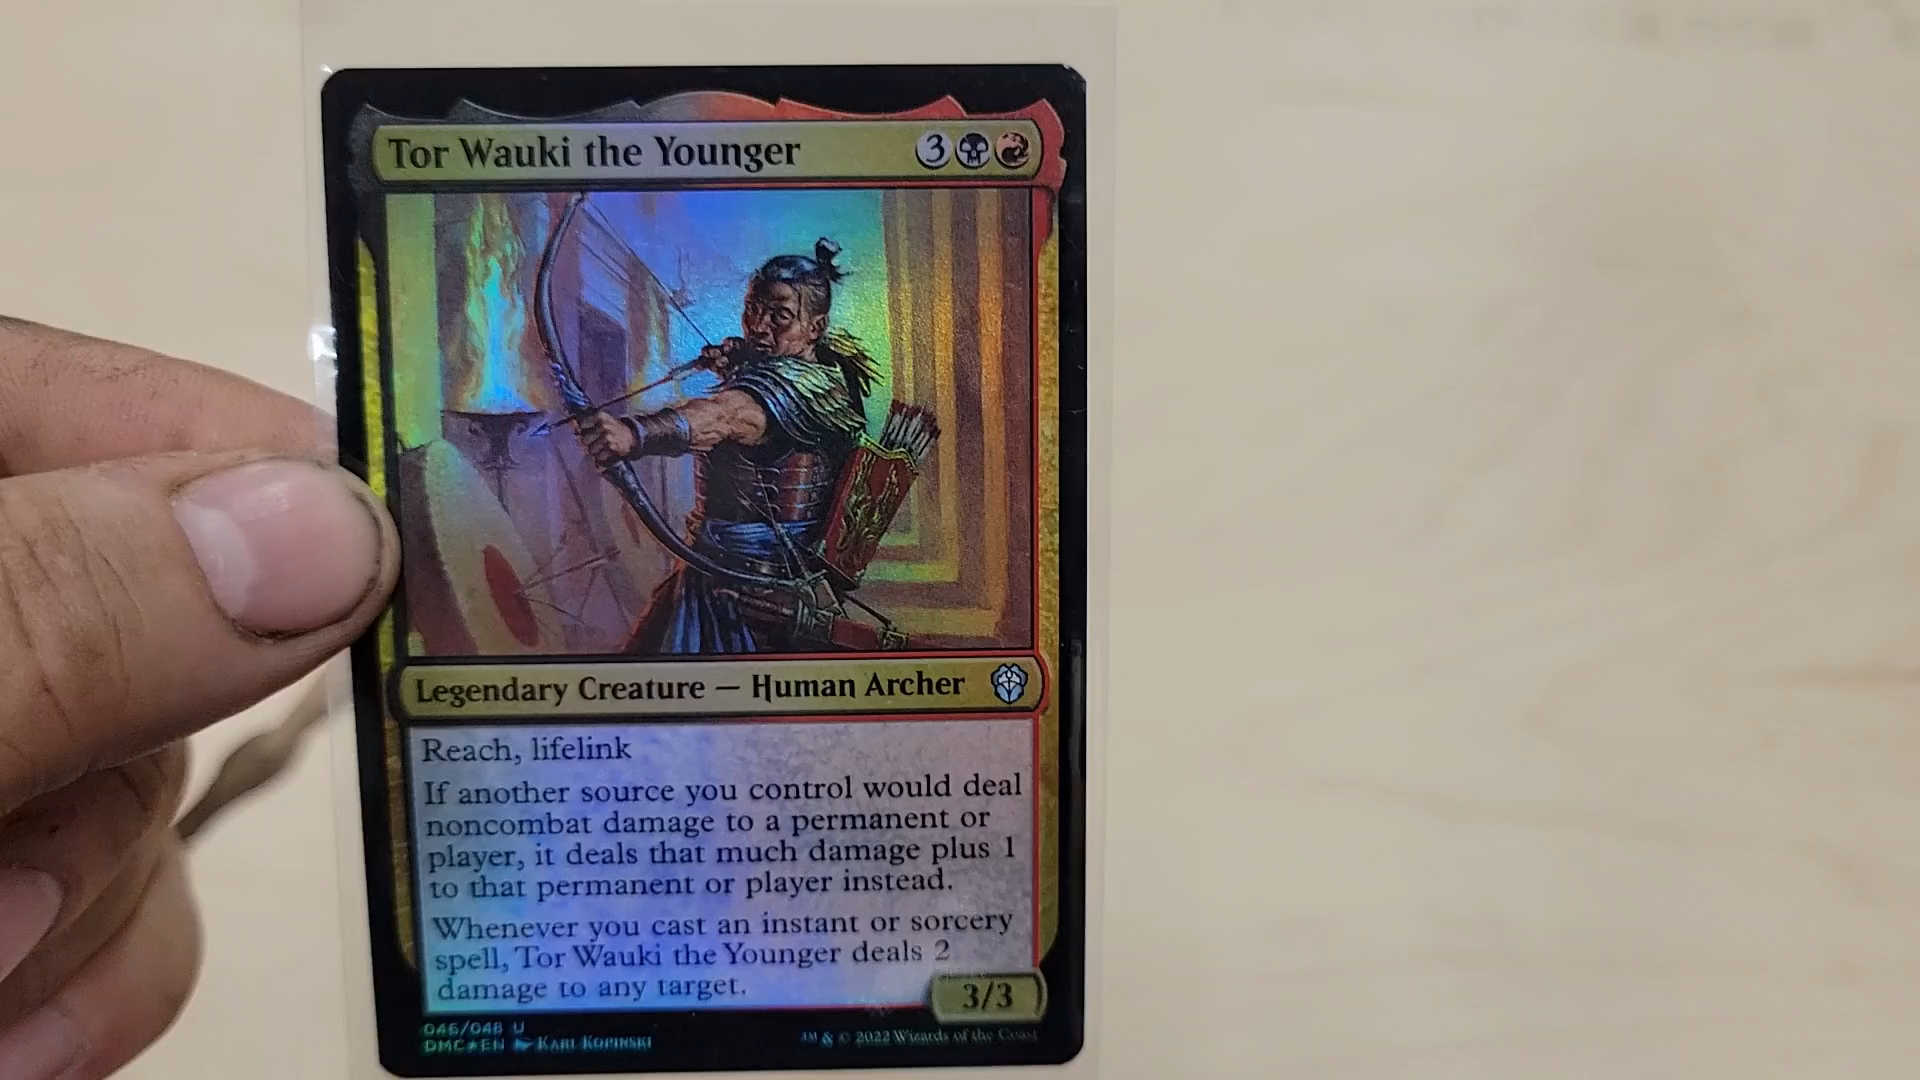 Tor Wauki the Younger 3
Legendary Creature — Human Archer
Reach, lifelink
If another source you control would deal
noncombat damage to a permanent or
player, it deals that much damage plus 1
to that permanent or player instead.
Whenever you cast an instant or sorcery
spell, Tor Wauki the Younger deals 2
damage to any target.
3/3
046/048 U
DMC★EN Karl Kopinski
™ & © 2022 Wizards of the Coast